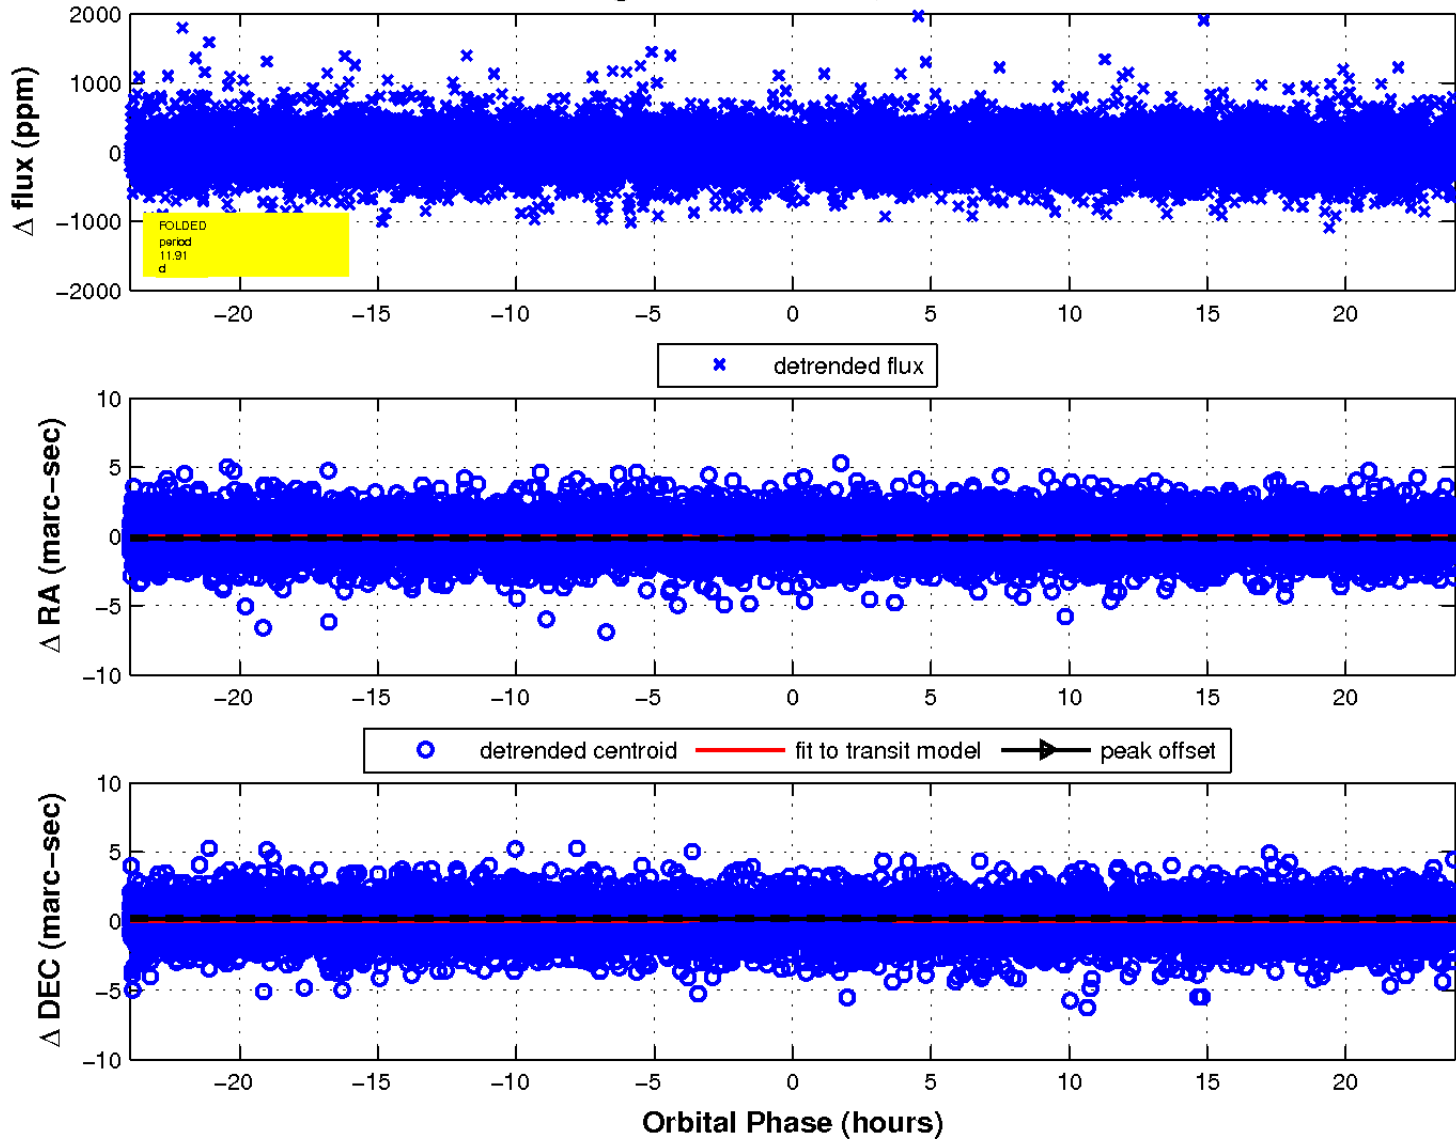 2000
1000
0
−1000
−2000
Δ flux (ppm)
FOLDED
period
11.91
d
−20 −15 −10 −5 0 5 10 15 20
detrended flux
10
5
0
−5
−10
Δ RA (marc−sec)
−20 −15 −10 −5 0 5 10 15 20
detrended centroid fit to transit model peak offset
10
5
0
−5
−10
Δ DEC (marc−sec)
−20 −15 −10 −5 0 5 10 15 20
Orbital Phase (hours)